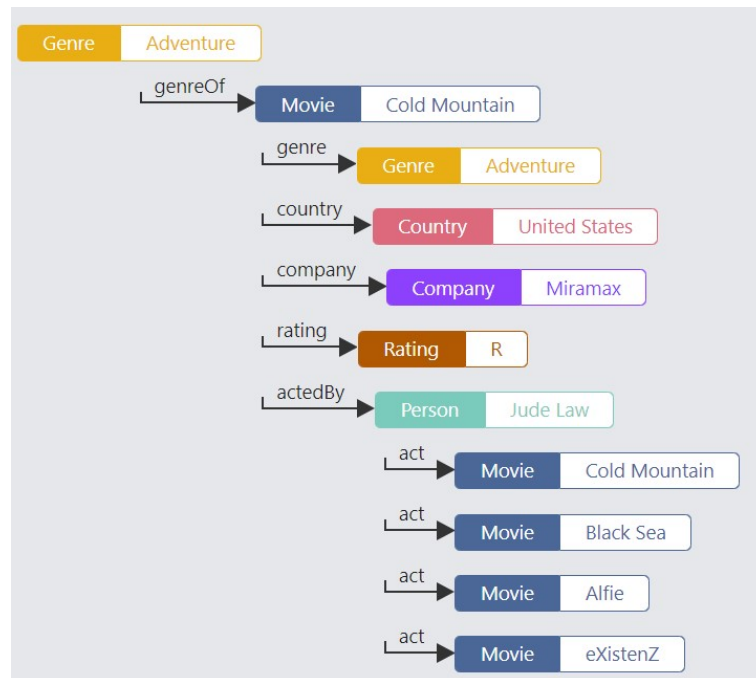 Genre Adventure
genreOf
Movie Cold Mountain
genre
Genre Adventure
country
Country United States
company
Company Miramax
rating
Rating R
actedBy
Person Jude Law
act
Movie Cold Mountain
act
Movie Black Sea
act
Movie Alfie
act
Movie eXistenZ